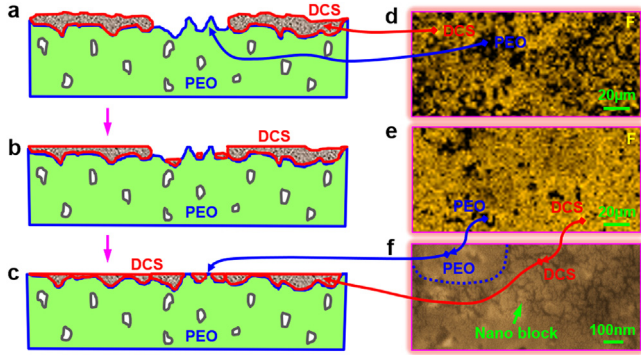 a
DCS
PEO
b
DCS
PEO
c
DCS
PEO
d
F
DCS
PEO
20μm
e
F
PEO
DCS
20μm
f
PEO
DCS
Nano block
100nm